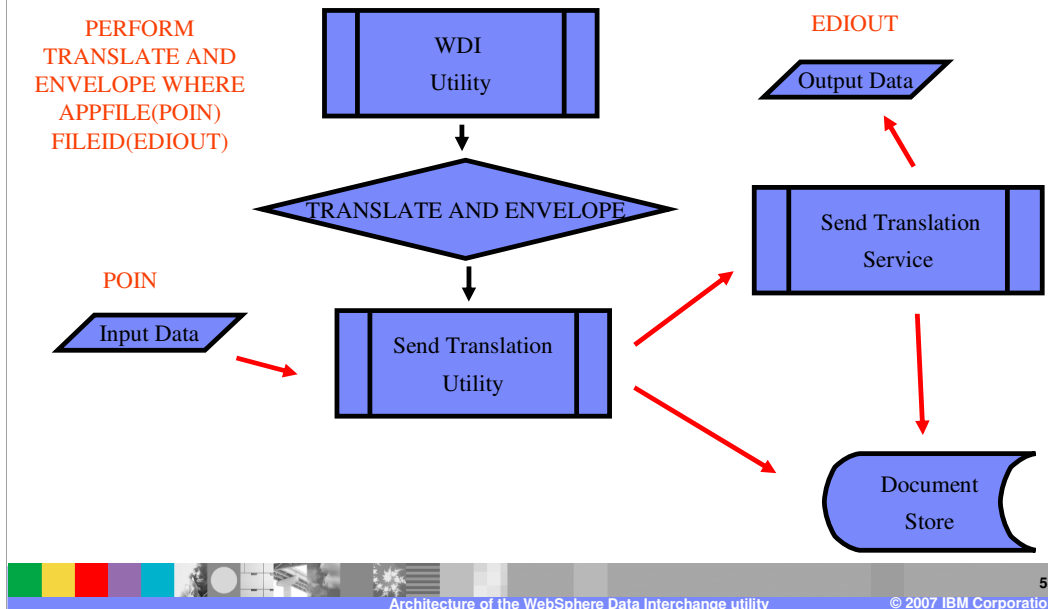 PERFORM
TRANSLATE AND
ENVELOPE WHERE
APPFILE(POIN)
FILEID(EDIOUT)
WDI
Utility
EDIOUT
Output Data
TRANSLATE AND ENVELOPE
Send Translation
Service
POIN
Input Data
Send Translation
Utility
Document
Store
5
Architecture of the WebSphere Data Interchange utility
© 2007 IBM Corporatio